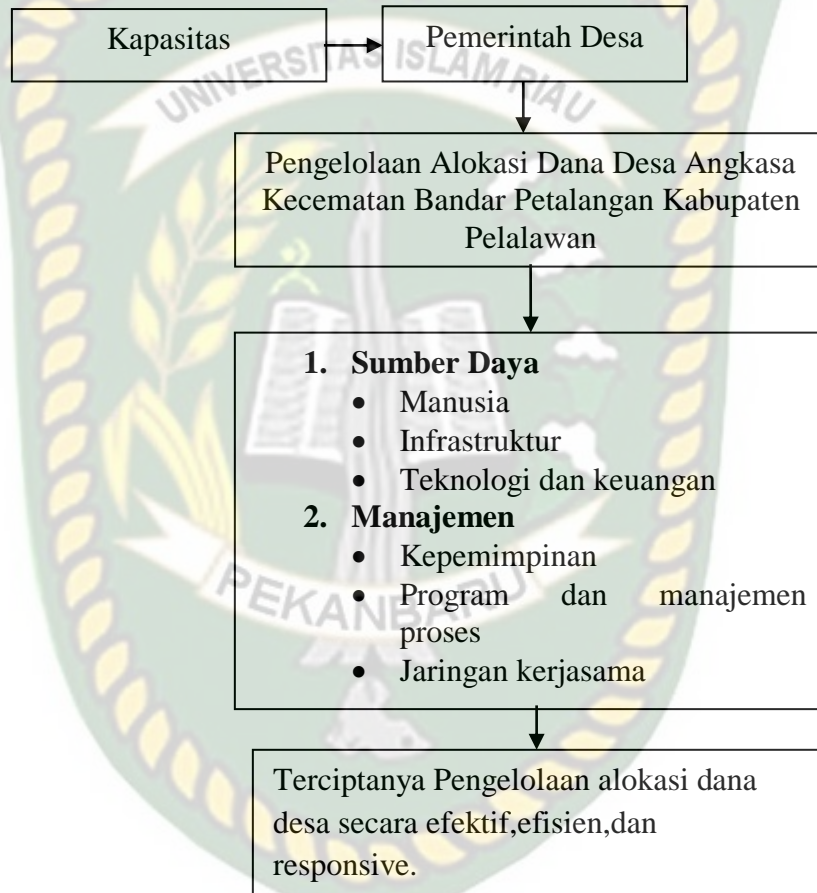 Kapasitas
Pemerintah Desa
UNIVERSITAS ISLAM RIAU
Pengelolaan Alokasi Dana Desa Angkasa
Kecematan Bandar Petalangan Kabupaten
Pelalawan
1. Sumber Daya
• Manusia
• Infrastruktur
• Teknologi dan keuangan
2. Manajemen
• Kepemimpinan
• Program dan manajemen
proses
• Jaringan kerjasama
PEKANBARU
Terciptanya Pengelolaan alokasi dana
desa secara efektif,efisien,dan
responsive.